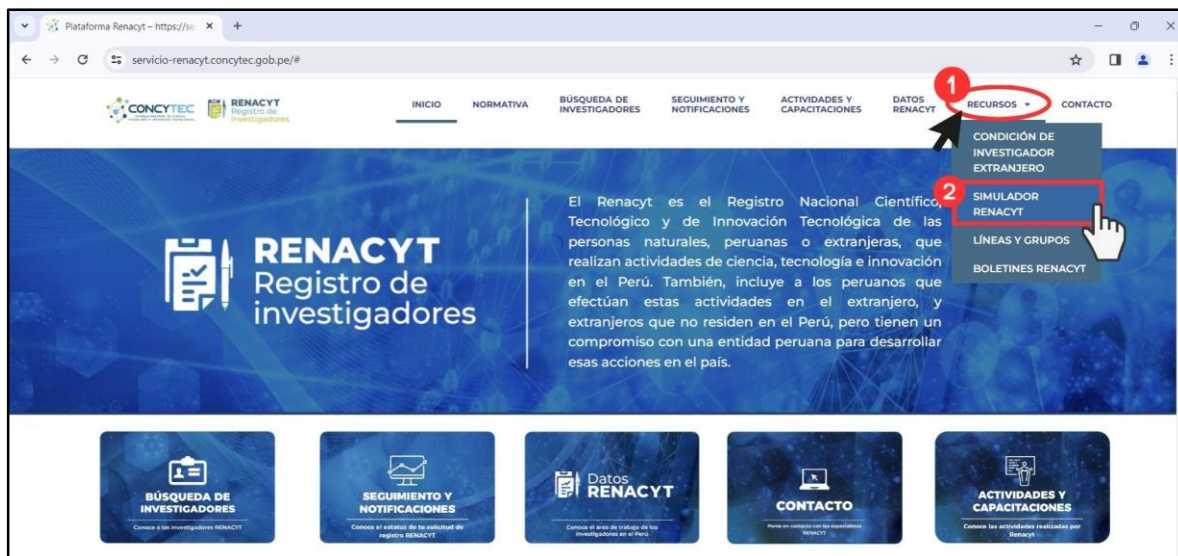 Plataforma Renacyt – https://se
servicio-renacyt.concytec.gob.pe/#
CONCYTEC
RENACYT
Registro de
investigadores
INICIO
NORMATIVA
BÚSQUEDA DE
INVESTIGADORES
SEGUIMIENTO Y
NOTIFICACIONES
ACTIVIDADES Y
CAPACITACIONES
DATOS
RENACYT
1
RECURSOS
CONTACTO
CONDICIÓN DE
INVESTIGADOR
EXTRANJERO
2
SIMULADOR
RENACYT
LÍNEAS Y GRUPOS
BOLETINES RENACYT
RENACYT
Registro de
investigadores
El Renacyt es el Registro Nacional Científico,
Tecnológico y de Innovación Tecnológica de las
personas naturales, peruanas o extranjeras, que
realizan actividades de ciencia, tecnología e innovación
en el Perú. También, incluye a los peruanos que
efectúan estas actividades en el extranjero, y
extranjeros que no residen en el Perú, pero tienen un
compromiso con una entidad peruana para desarrollar
esas acciones en el país.
BÚSQUEDA DE
INVESTIGADORES
Conoce a los investigadores RENACYT
SEGUIMIENTO Y
NOTIFICACIONES
Conoce el estatus de tu solicitud de
registro RENACYT
Datos
RENACYT
Conoce el área de trabajo de los
investigadores en el Perú
CONTACTO
Ponte en contacto con los especialistas
RENACYT
ACTIVIDADES Y
CAPACITACIONES
Conoce las actividades realizadas por
Renacyt